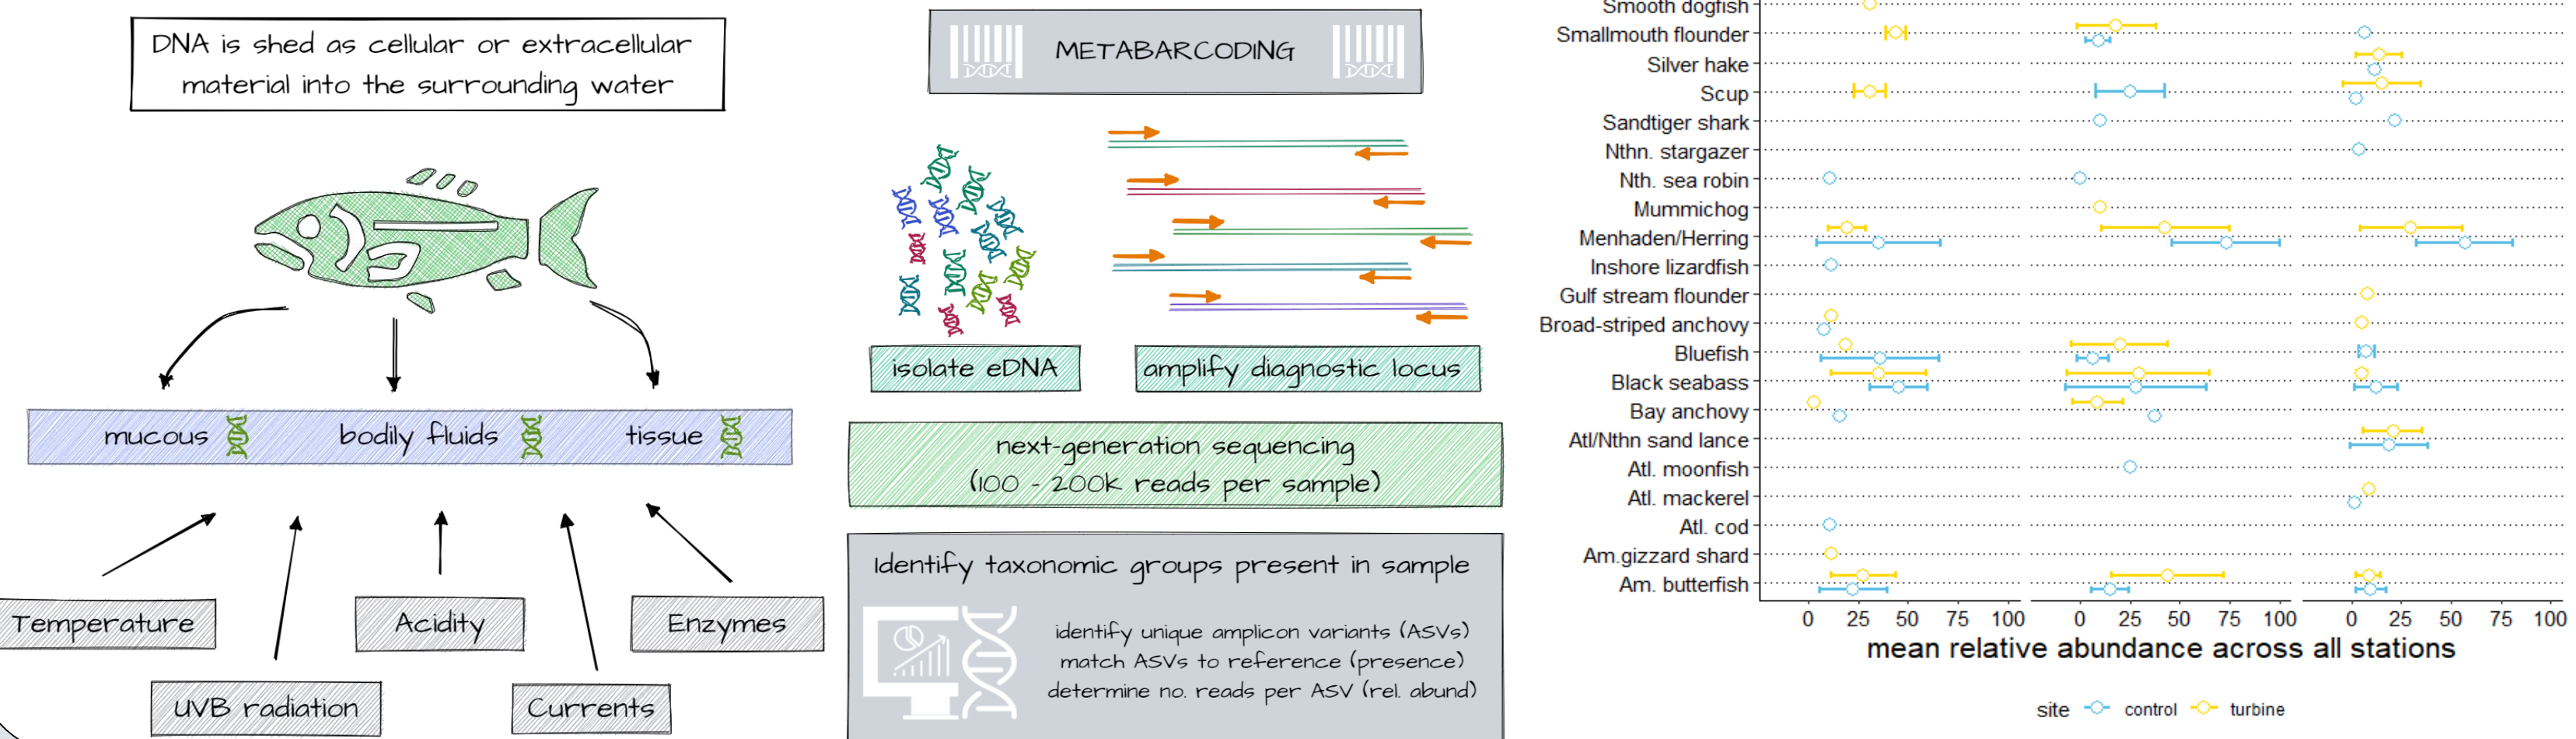 DNA is shed as cellular or extracellular
material into the surrounding water
mucous
bodily fluids
tissue
Temperature
Acidity
Enzymes
UVB radiation
Currents
METABARCODING
isolate eDNA
amplify diagnostic locus
next-generation sequencing
(100 - 200k reads per sample)
Identify taxonomic groups present in sample
identify unique amplicon variants (ASVs)
match ASVs to reference (presence)
determine no. reads per ASV (rel. abund)
Smooth dogfish
Smallmouth flounder
Silver hake
Scup
Sandtiger shark
Nthn. stargazer
Nth. sea robin
Mummichog
Menhaden/Herring
Inshore lizardfish
Gulf stream flounder
Broad-striped anchovy
Bluefish
Black seabass
Bay anchovy
Atl/Nthn sand lance
Atl. moonfish
Atl. mackerel
Atl. cod
Am.gizzard shard
Am. butterfish
0 25 50 75 100 0 25 50 75 100 0 25 50 75 100
mean relative abundance across all stations
site control turbine